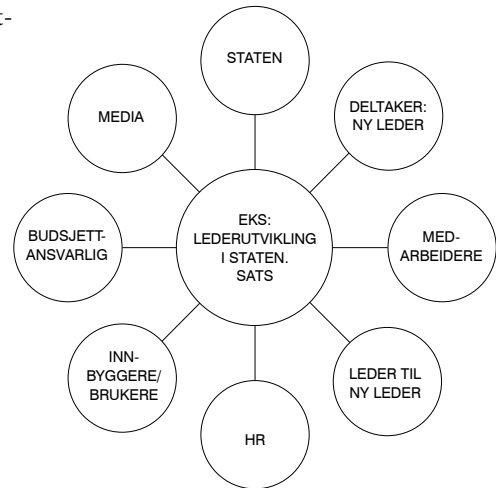 t-
STATEN
DELTAKER:
NY LEDER
MED-
ARBEIDERE
LEDER TIL
NY LEDER
HR
INN-
BYGGERE/
BRUKERE
BUDSJETT-
ANSVARLIG
MEDIA
EKS:
LEDERUTVIKLING
I STATEN.
SATS